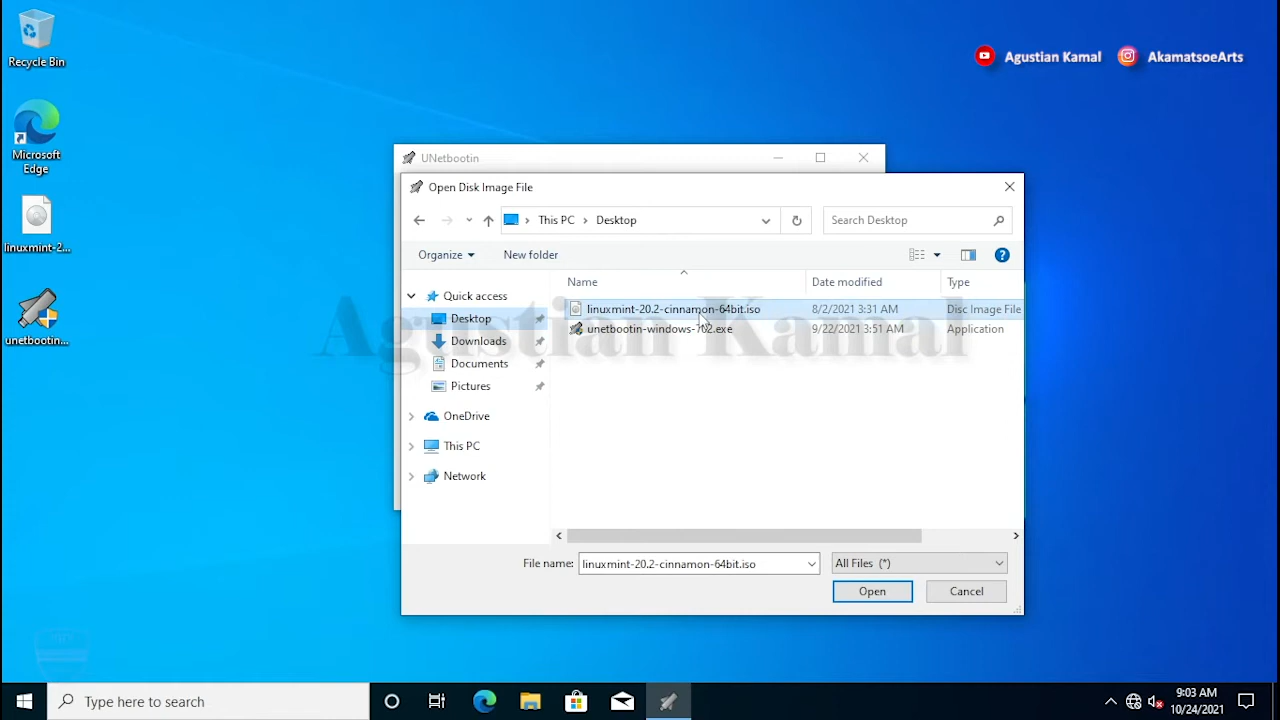 Recycle Bin
Agustian Kamal
AkamatsoeArts
Microsoft
Edge
linuxmint-2...
unetbootin...
UNetbootin
Open Disk Image File
This PC
Desktop
Search Desktop
Organize
New folder
Name
Date modified
Type
Quick access
Desktop
Downloads
Documents
Pictures
OneDrive
This PC
Network
linuxmint-20.2-cinnamon-64bit.iso
8/2/2021 3:31 AM
Disc Image File
unetbootin-windows-702.exe
9/22/2021 3:51 AM
Application
Agustian Kamal
File name:
linuxmint-20.2-cinnamon-64bit.iso
All Files (*)
Open
Cancel
Type here to search
9:03 AM
10/24/2021